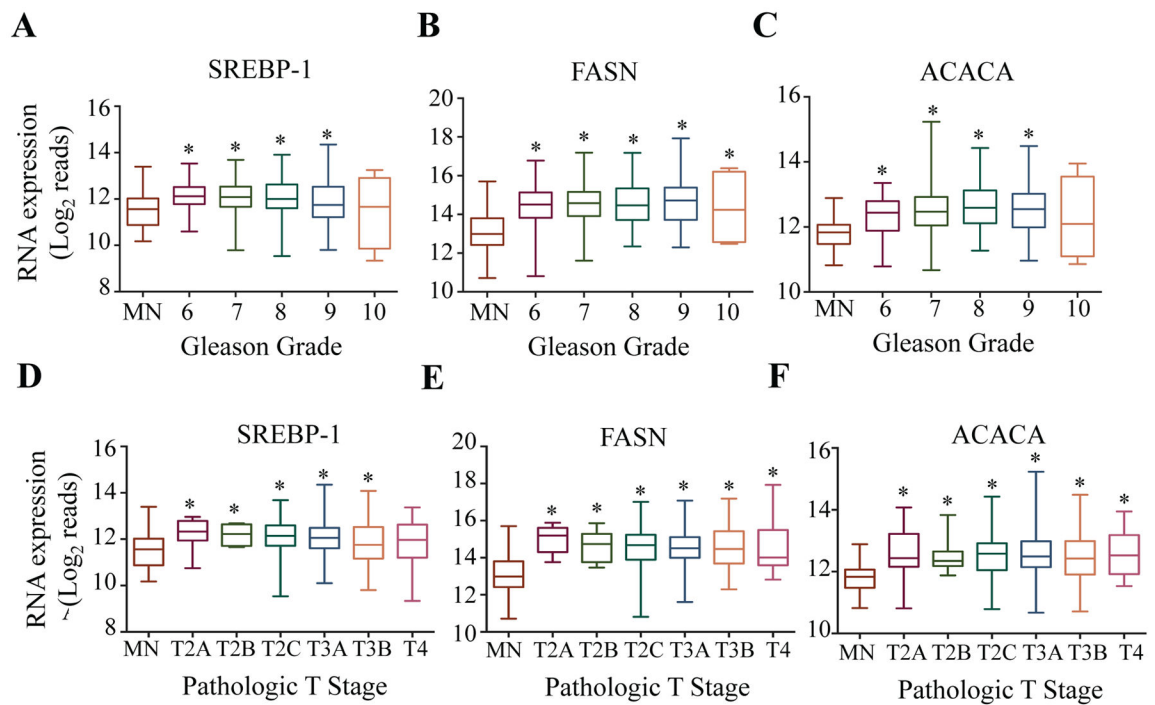 A
B
C
SREBP-1
FASN
ACACA
RNA expression
(Log2 reads)
16
14
12
10
8
* * * *
MN 6 7 8 9 10
Gleason Grade
20
18
16
14
12
10
* * * * *
MN 6 7 8 9 10
Gleason Grade
16
14
12
10
* * * *
MN 6 7 8 9 10
Gleason Grade
D
E
F
SREBP-1
FASN
ACACA
RNA expression
~(Log2 reads)
16
14
12
10
8
* * * * *
MN T2A T2B T2C T3A T3B T4
Pathologic T Stage
20
18
16
14
12
10
* * * * * *
MN T2A T2B T2C T3A T3B T4
Pathologic T Stage
16
14
12
10
* * * * * *
MN T2A T2B T2C T3A T3B T4
Pathologic T Stage